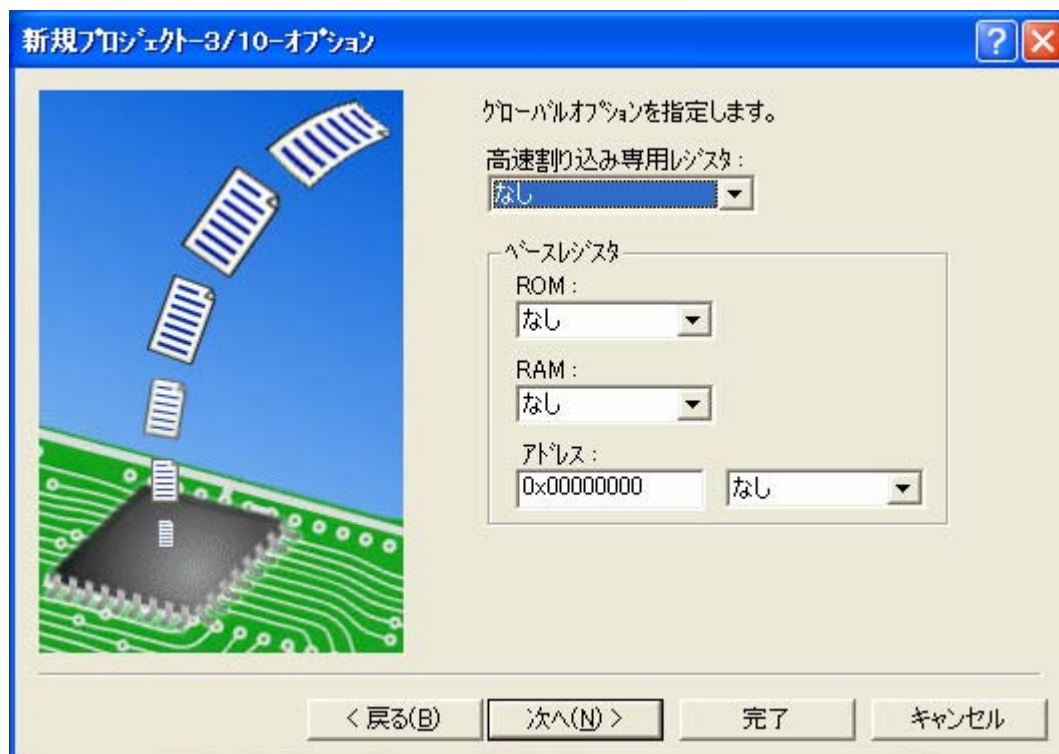 新規ﾌﾟﾛｼﾞｪｸﾄ-3/10-ｵﾌﾟｼｮﾝ
ｸﾞﾛｰﾊﾞﾙｵﾌﾟｼｮﾝを指定します。
高速割り込み専用ﾚｼﾞｽﾀ :
なし
ﾍﾞｰｽﾚｼﾞｽﾀ
ROM :
なし
RAM :
なし
ｱﾄﾞﾚｽ :
0x00000000 なし
< 戻る(B) 次へ(N) > 完了 キャンセル